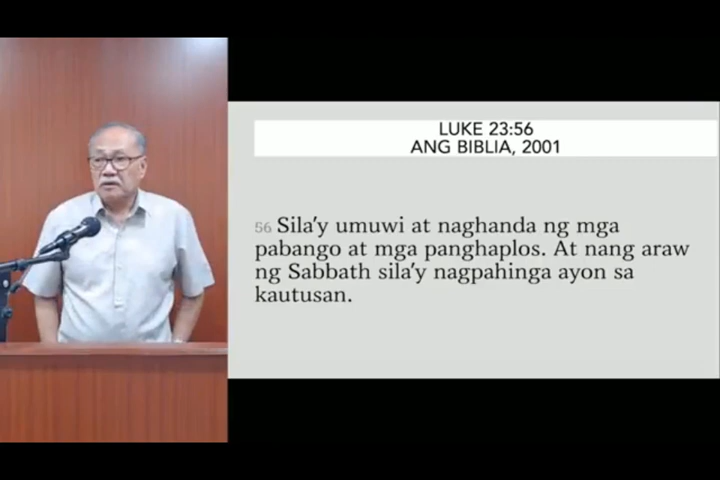 LUKE 23:56
ANG BIBLIA, 2001
56 Sila'y umuwi at naghanda ng mga
pabango at mga panghaplos. At nang araw
ng Sabbath sila'y nagpahinga ayon sa
kautusan.